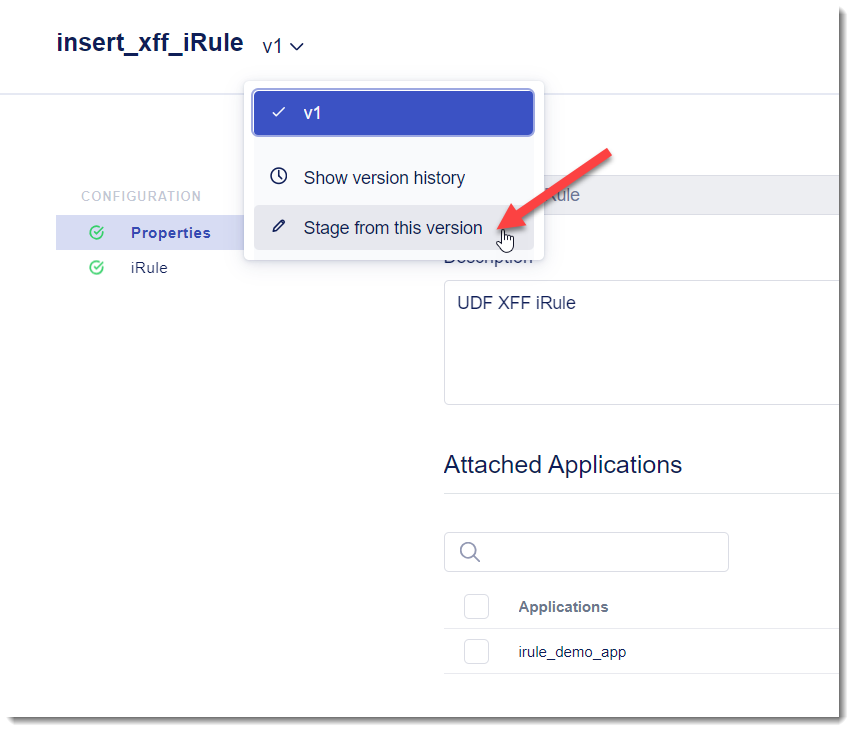 insert_xff_iRule v1
v1
Show version history
Stage from this version
CONFIGURATION
Properties
iRule
Rule
Description
UDF XFF iRule
Attached Applications
Applications
irule_demo_app